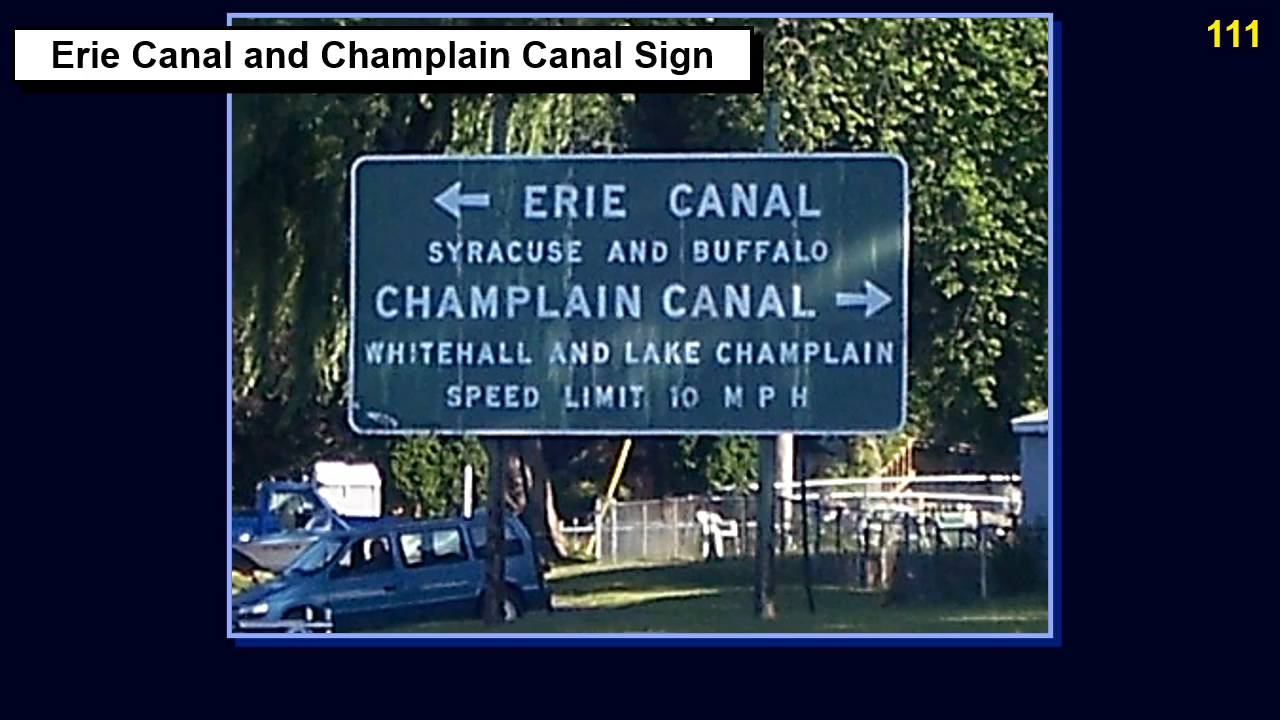 Erie Canal and Champlain Canal Sign
111
← ERIE CANAL
SYRACUSE AND BUFFALO
CHAMPLAIN CANAL →
WHITEHALL AND LAKE CHAMPLAIN
SPEED LIMIT 10 M P H